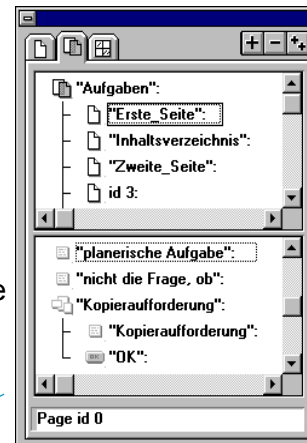 "Aufgaben":
"Erste_Seite":
"Inhaltsverzeichnis":
"Zweite_Seite":
id 3:
"planerische Aufgabe":
"nicht die Frage, ob":
"Kopieraufforderung":
"Kopieraufforderung":
"OK":
e
Page id 0